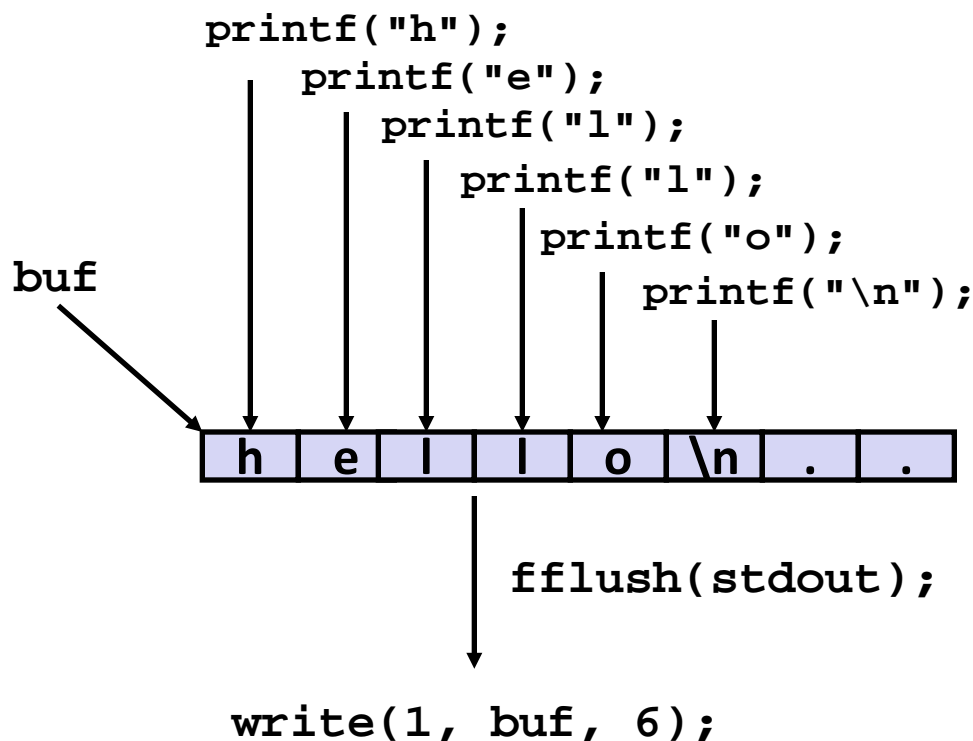 printf("h");
printf("e");
printf("l");
printf("l");
printf("o");
printf("\n");
buf
h e l l o \n . .
fflush(stdout);
write(1, buf, 6);